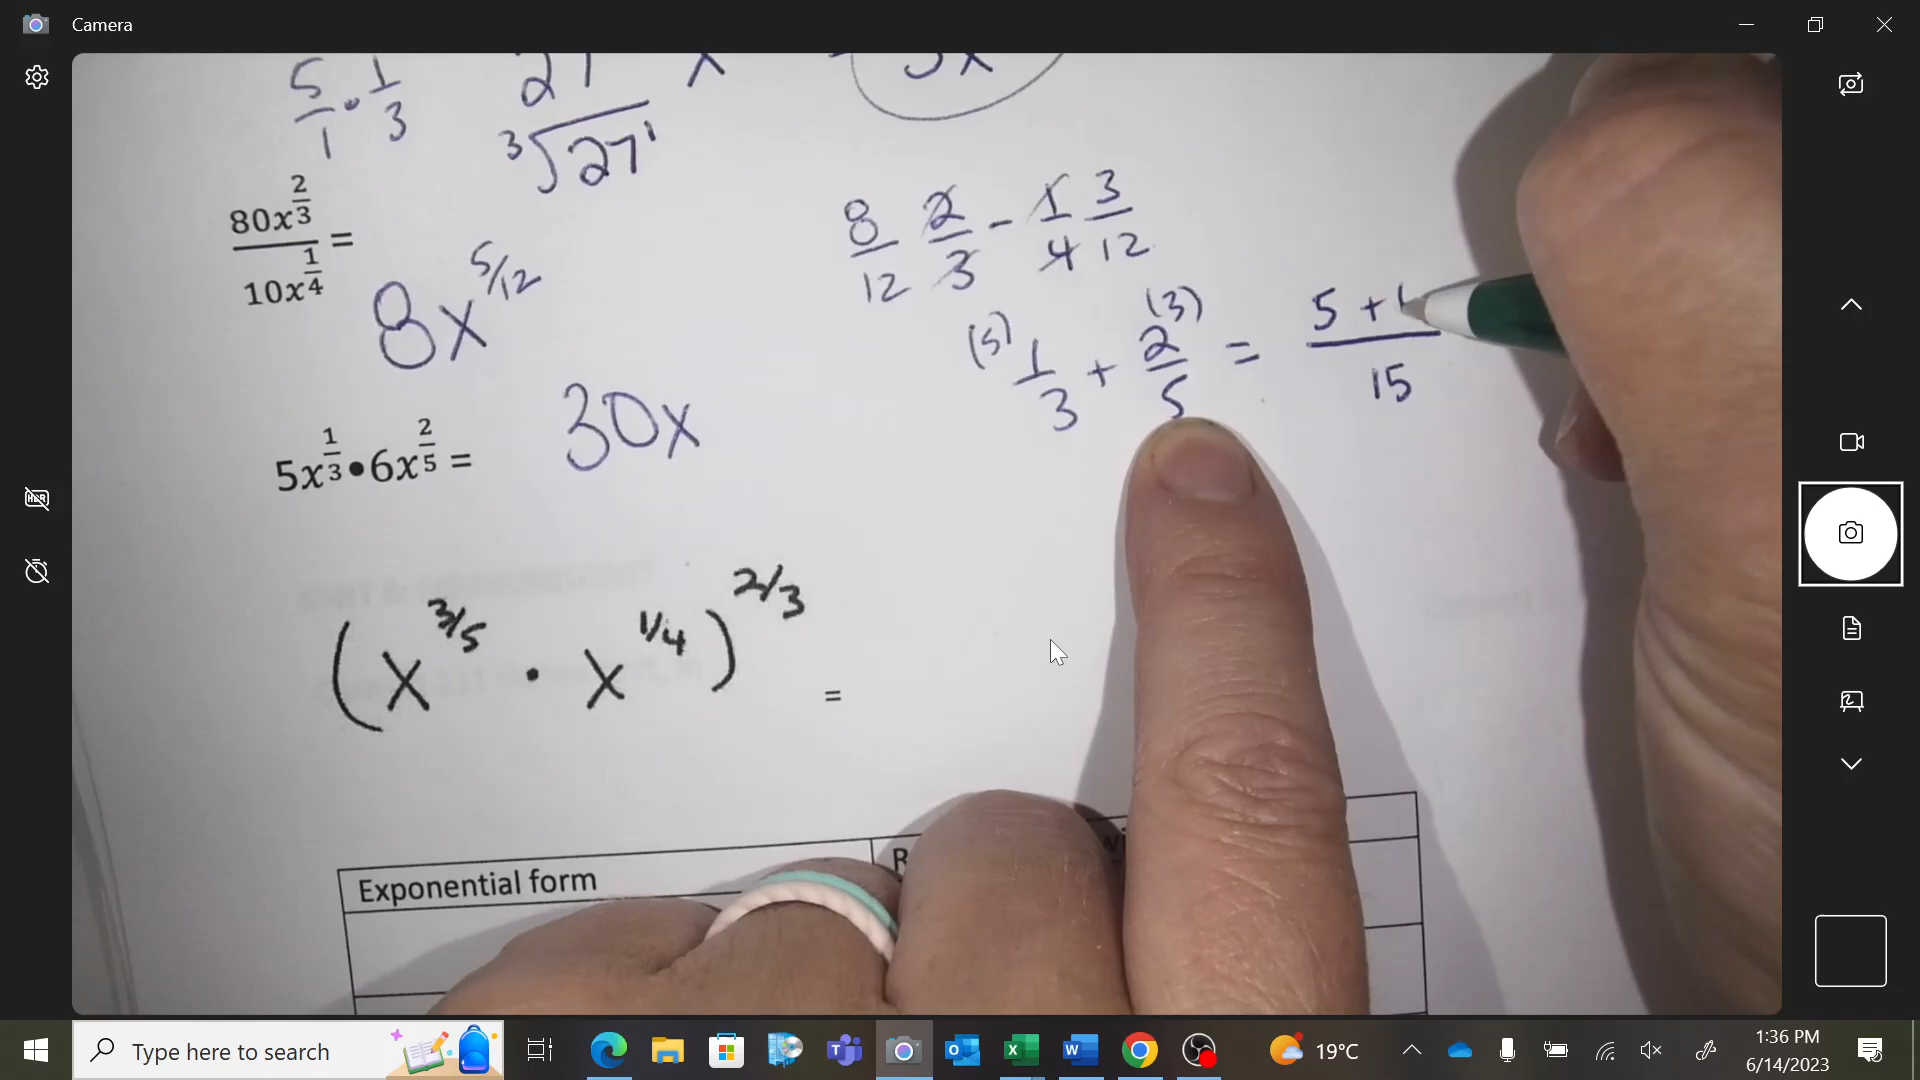 Camera
5/1 · 1/3
27 x
5x
∛27¹
80x^(2/3) / 10x^(1/4) =
8x^(5/12)
8/12 2/3 - 1/4 3/12
(5) 1/3 + 2/5 (3) = 5 + / 15
5x^(1/3) • 6x^(2/5) =
30x
(x^(3/5) · x^(1/4))^(2/3) =
Exponential form
Type here to search
19°C
1:36 PM
6/14/2023